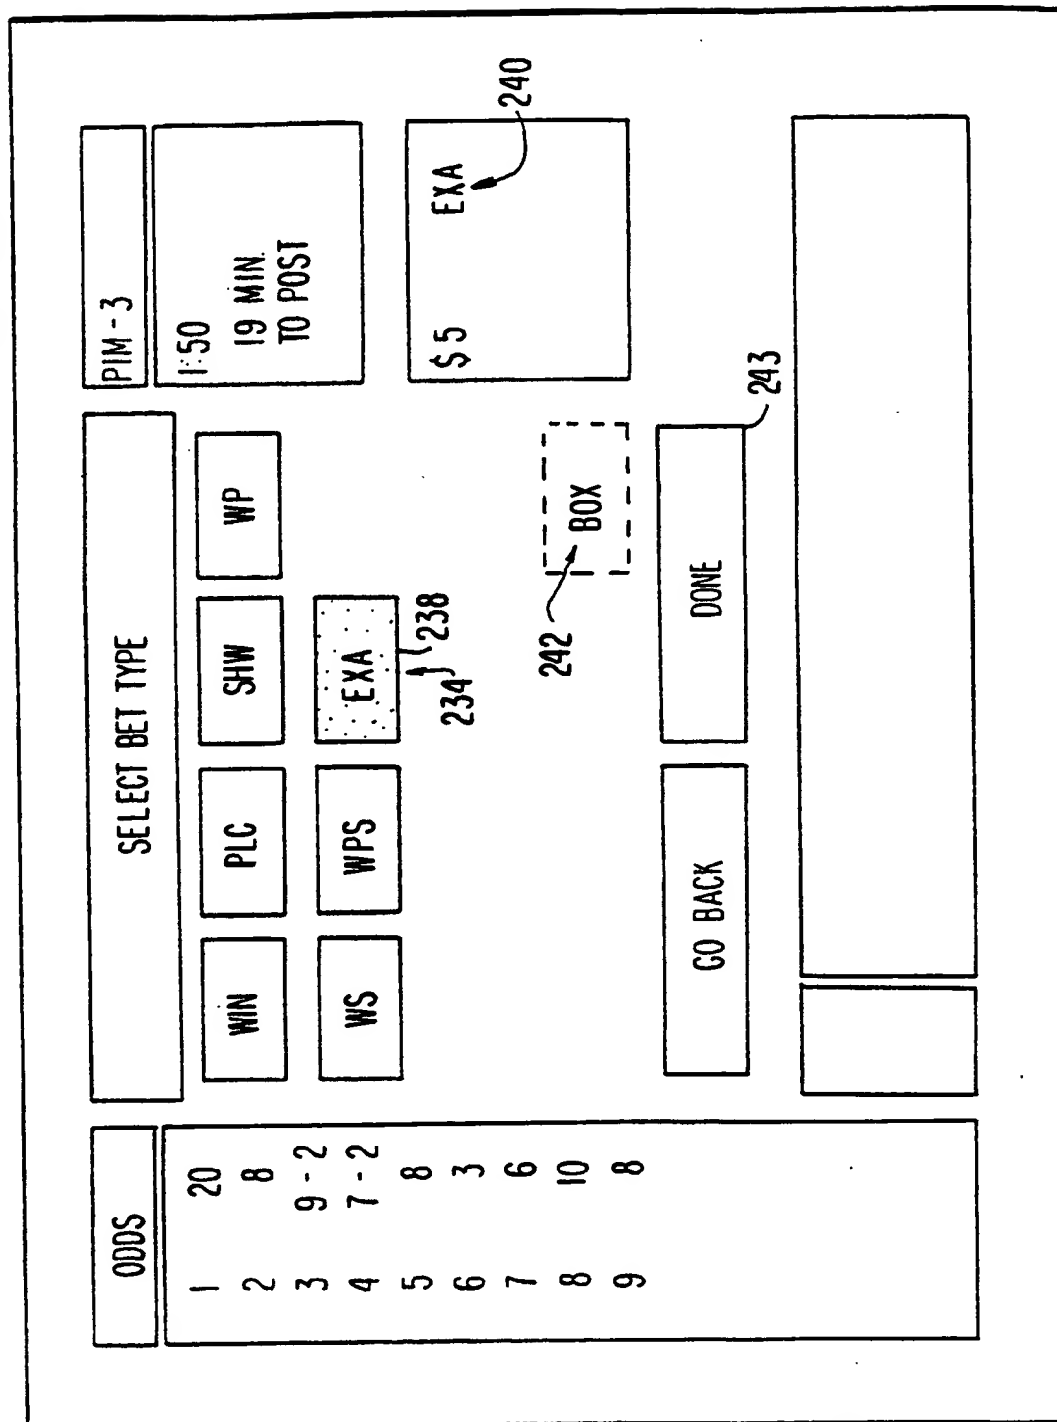 ODDS
1 20
2 8
3 9-2
4 7-2
5 8
6 3
7 6
8 10
9 8
SELECT BET TYPE
WIN PLC SHW WP
WS WPS EXA
238
234
242
BOX
GO BACK DONE
243
PIM-3
1:50
19 MIN.
TO POST
$5 EXA
240